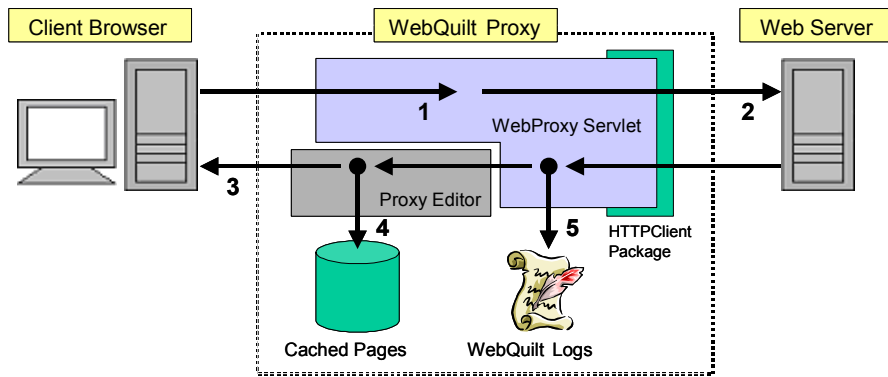 Client Browser
WebQuilt Proxy
Web Server
1
2
WebProxy Servlet
3
Proxy Editor
4
5
HTTPClient
Package
Cached Pages
WebQuilt Logs